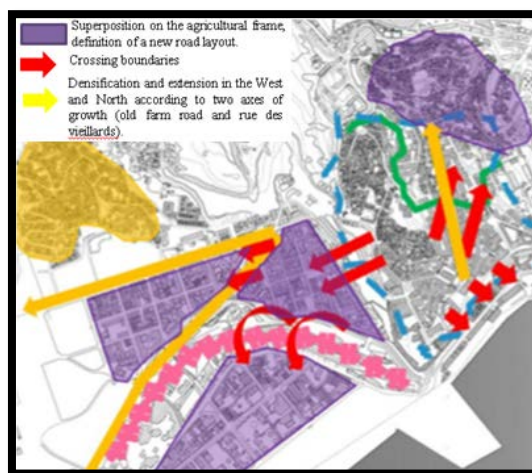 Superposition on the agricultural frame,
definition of a new road layout.
Crossing boundaries
Densification and extension in the West
and North according to two axes of
growth (old farm road and rue des
vieillards).